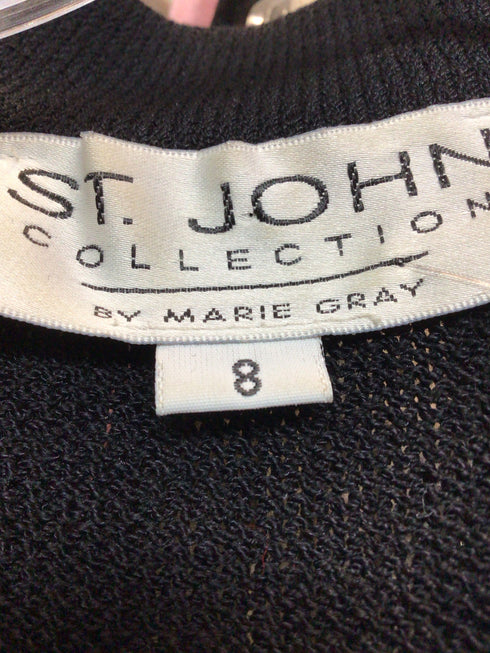 ST. JOHN
COLLECTION
BY MARIE GRAY
8